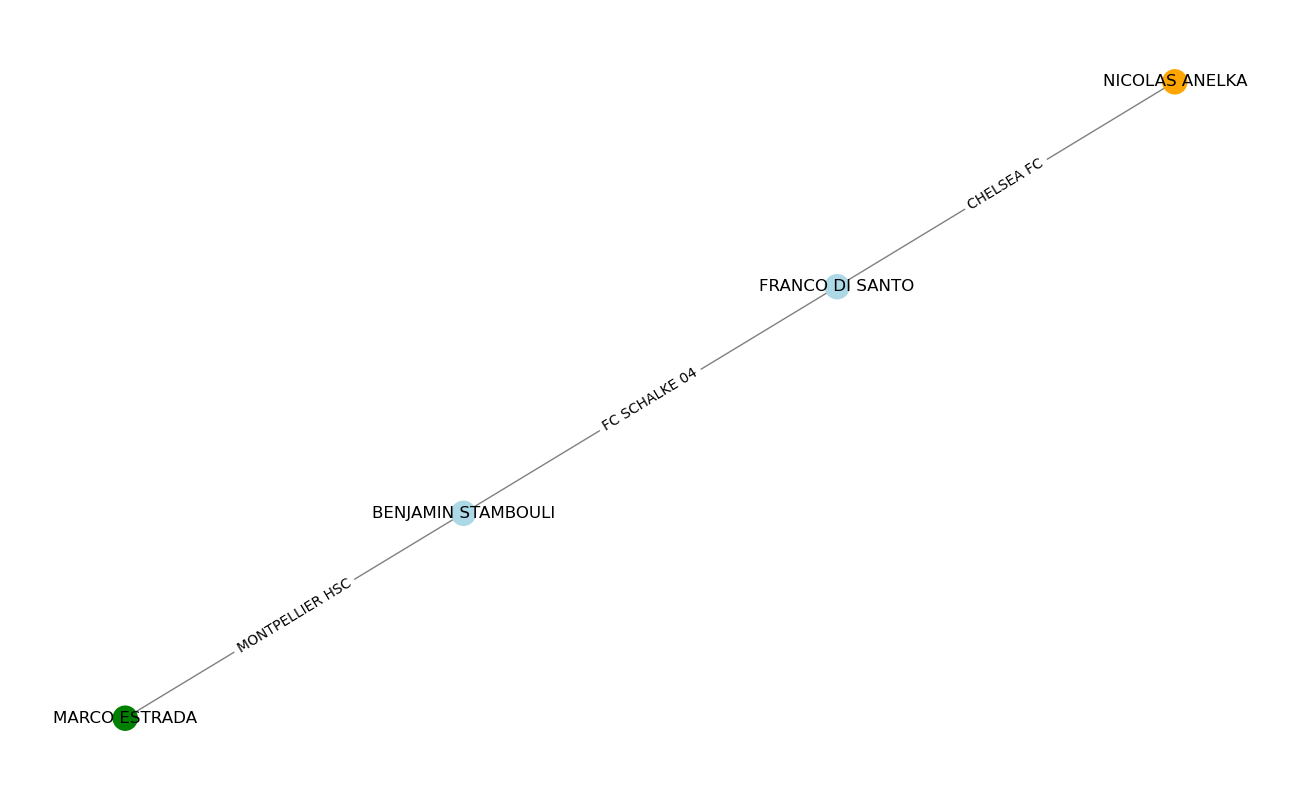 NICOLAS ANELKA
CHELSEA FC
FRANCO DI SANTO
FC SCHALKE 04
BENJAMIN STAMBOULI
MONTPELLIER HSC
MARCO ESTRADA